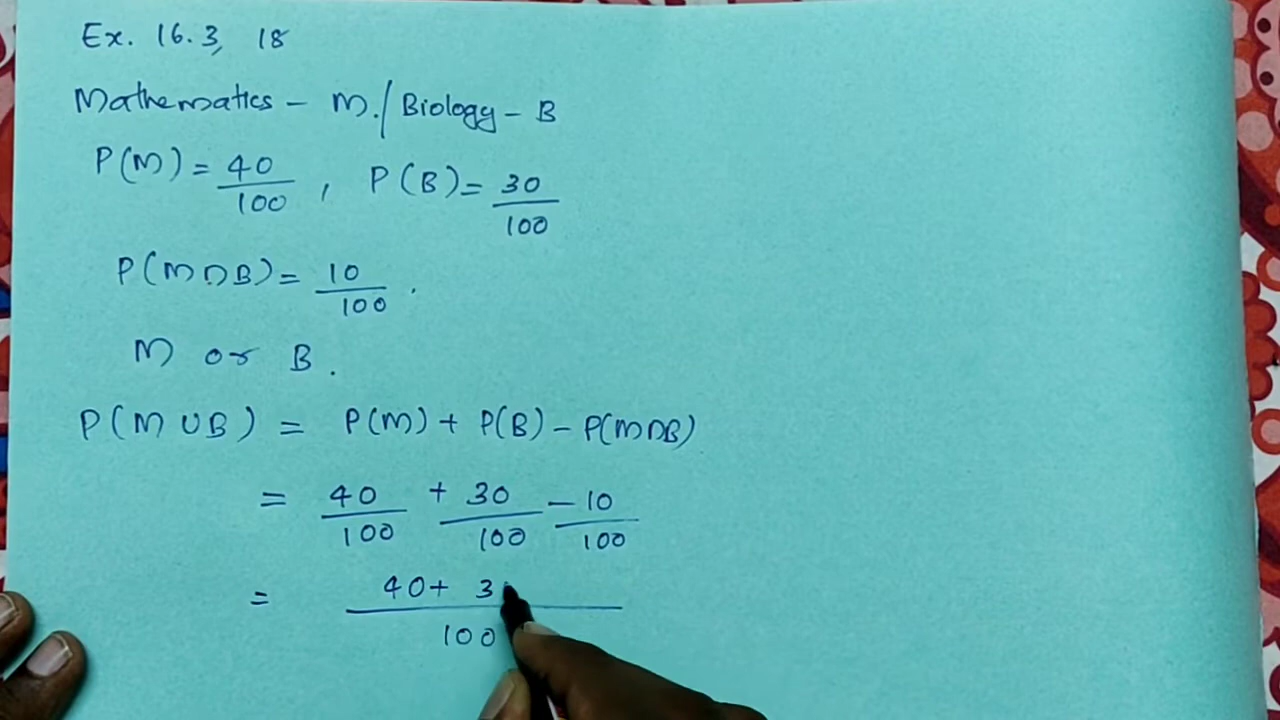 Ex. 16.3, 18
Mathematics - M. / Biology - B
P(M) = 40/100 , P(B) = 30/100
P(M∩B) = 10/100 .
M or B.
P(M∪B) = P(M) + P(B) - P(M∩B)
= 40/100 + 30/100 - 10/100
= 40+ 3 / 100